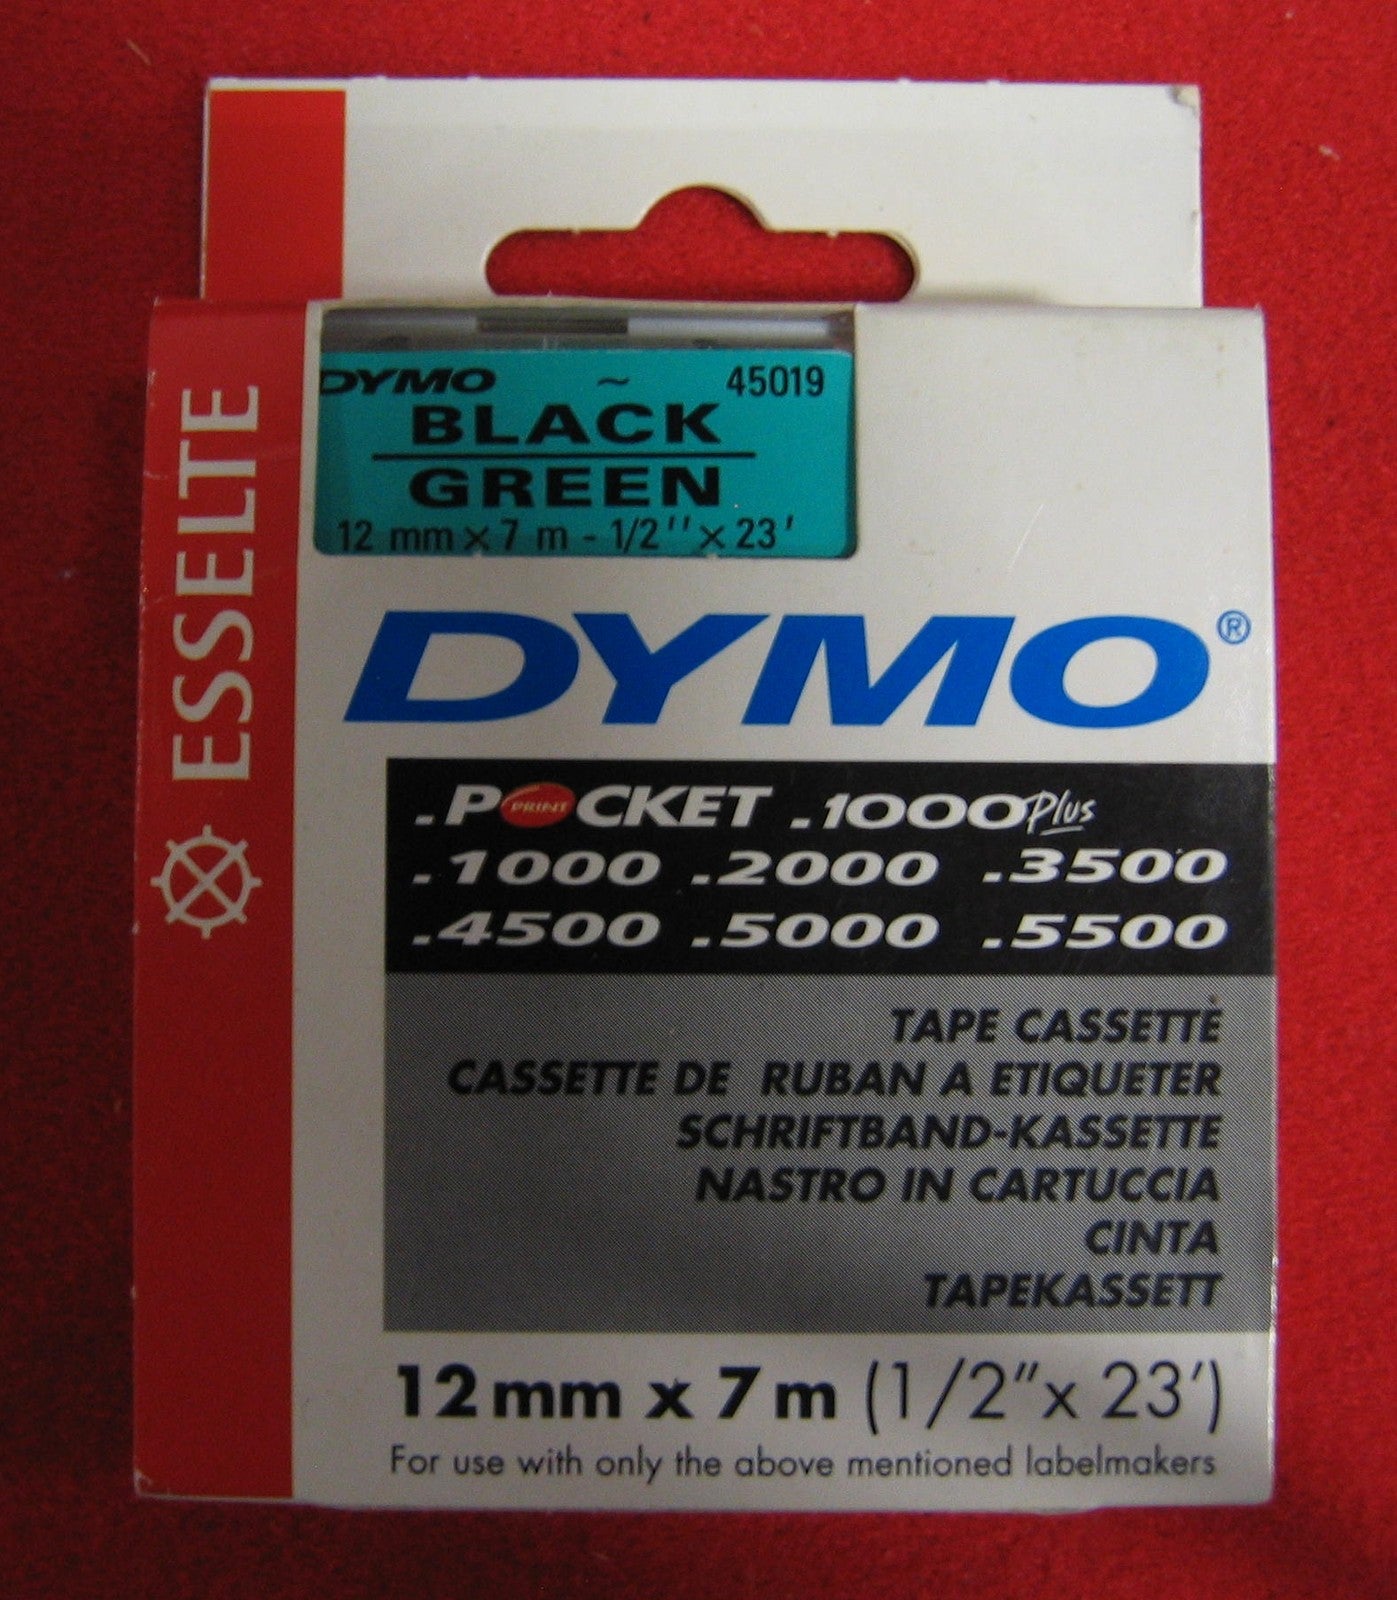 ESSELTE
DYMO ~ 45019
BLACK
GREEN
12 mm x 7 m - 1/2'' x 23'
DYMO®
.POCKET .1000 Plus
PRINT
.1000 .2000 .3500
.4500 .5000 .5500
TAPE CASSETTE
CASSETTE DE RUBAN A ETIQUETER
SCHRIFTBAND-KASSETTE
NASTRO IN CARTUCCIA
CINTA
TAPEKASSETT
12 mm x 7 m (1/2" x 23')
For use with only the above mentioned labelmakers